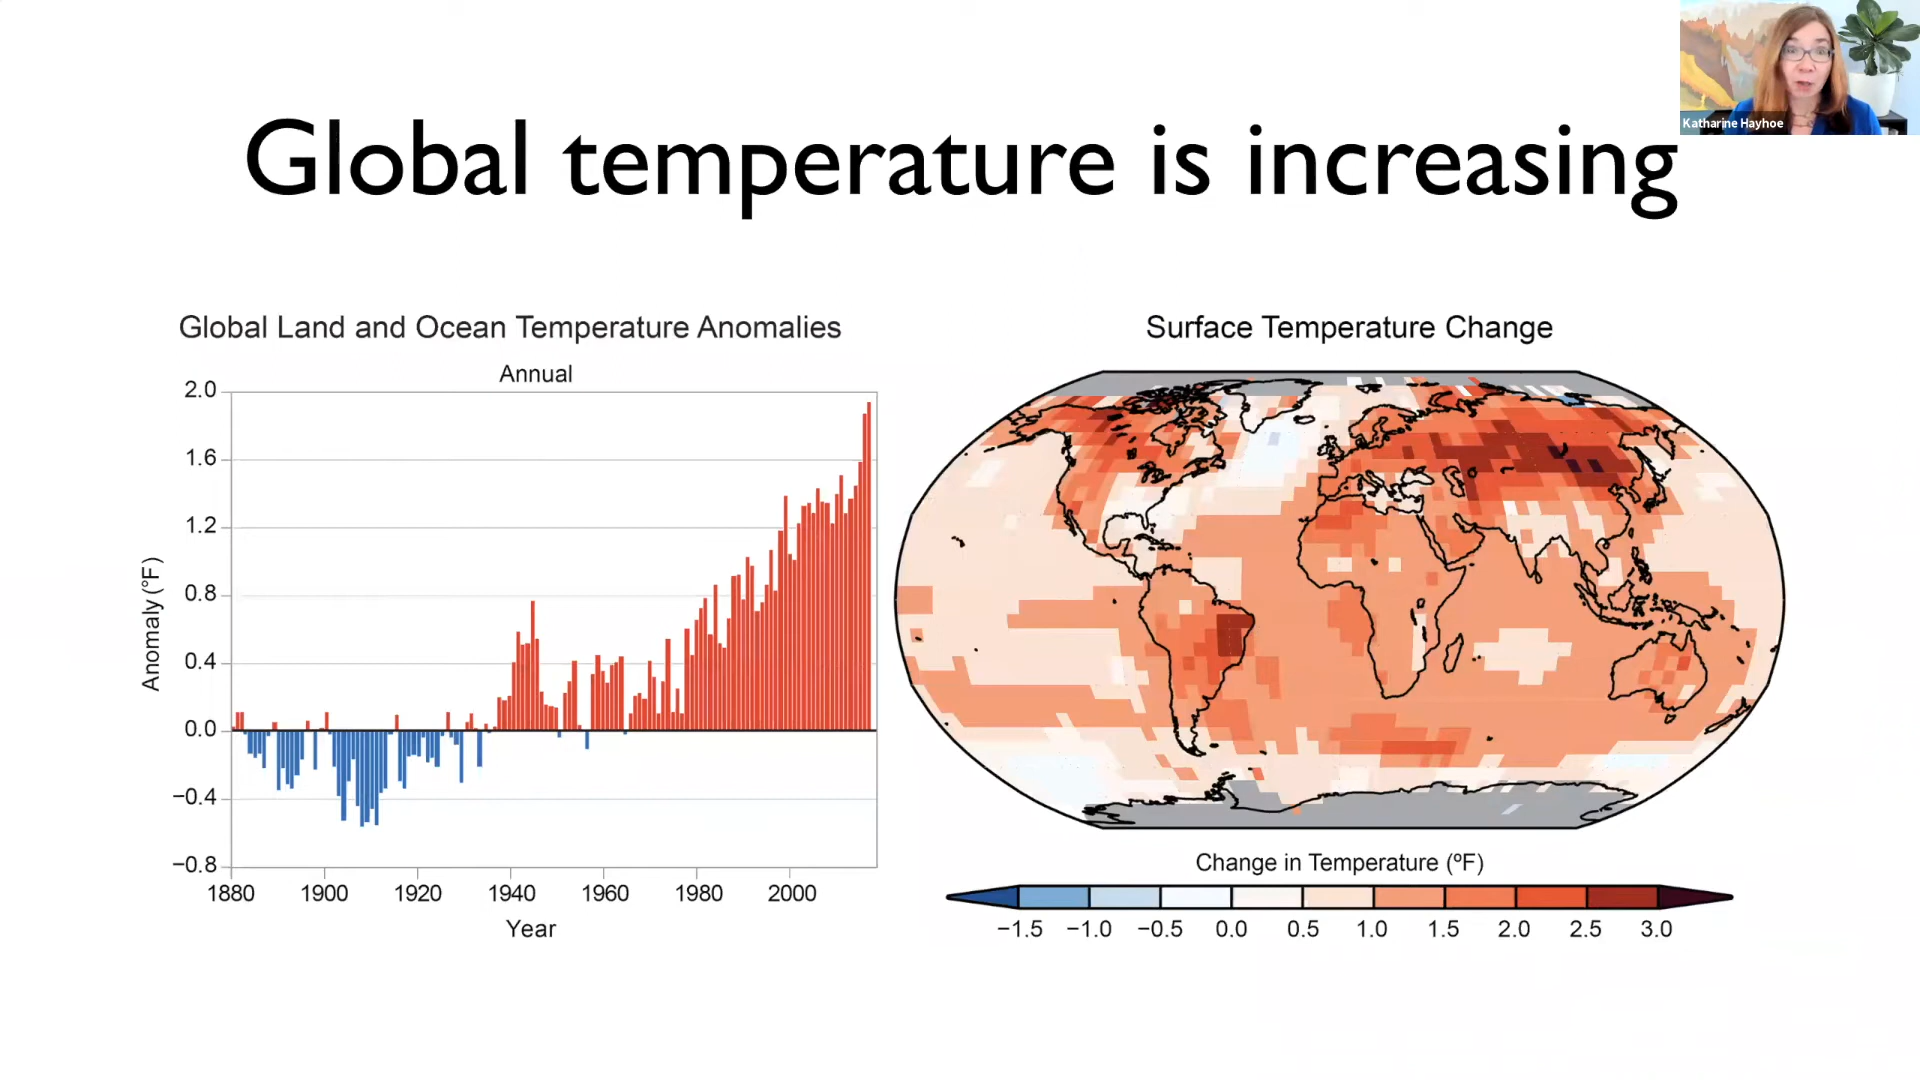 Katharine Hayhoe
Global temperature is increasing
Global Land and Ocean Temperature Anomalies
Annual
2.0
1.6
1.2
0.8
0.4
0.0
−0.4
−0.8
Anomaly (°F)
1880 1900 1920 1940 1960 1980 2000
Year
Surface Temperature Change
Change in Temperature (ºF)
−1.5 −1.0 −0.5 0.0 0.5 1.0 1.5 2.0 2.5 3.0